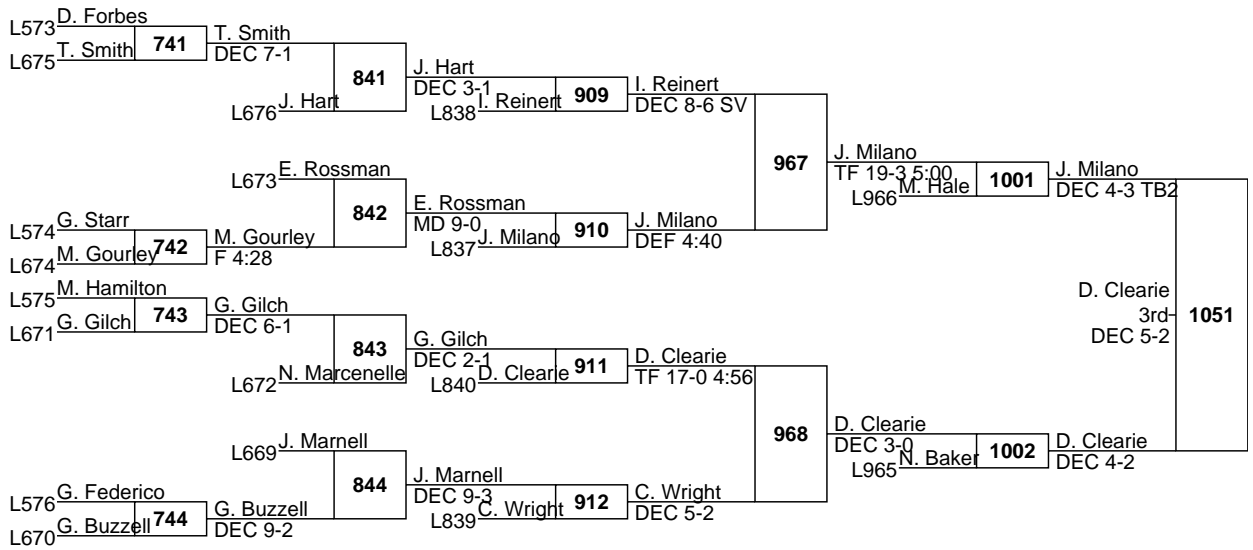 L573 D. Forbes
741
T. Smith
DEC 7-1
L675 T. Smith
841
J. Hart
DEC 3-1
L676 J. Hart
L838 I. Reinert
909
I. Reinert
DEC 8-6 SV
967
J. Milano
TF 19-3 5:00
L673 E. Rossman
842
E. Rossman
MD 9-0
L574 G. Starr
742
M. Gourley
F 4:28
L674 M. Gourley
L837 J. Milano
910
J. Milano
DEF 4:40
L966 M. Hale
1001
J. Milano
DEC 4-3 TB2
L575 M. Hamilton
743
G. Gilch
DEC 6-1
L671 G. Gilch
843
G. Gilch
DEC 2-1
L672 N. Marcenelle
L840 D. Clearie
911
D. Clearie
TF 17-0 4:56
968
D. Clearie
DEC 3-0
L669 J. Marnell
844
J. Marnell
DEC 9-3
L576 G. Federico
744
G. Buzzell
DEC 9-2
L670 G. Buzzell
L839 C. Wright
912
C. Wright
DEC 5-2
L965 N. Baker
1002
D. Clearie
DEC 4-2
D. Clearie
3rd
DEC 5-2
1051